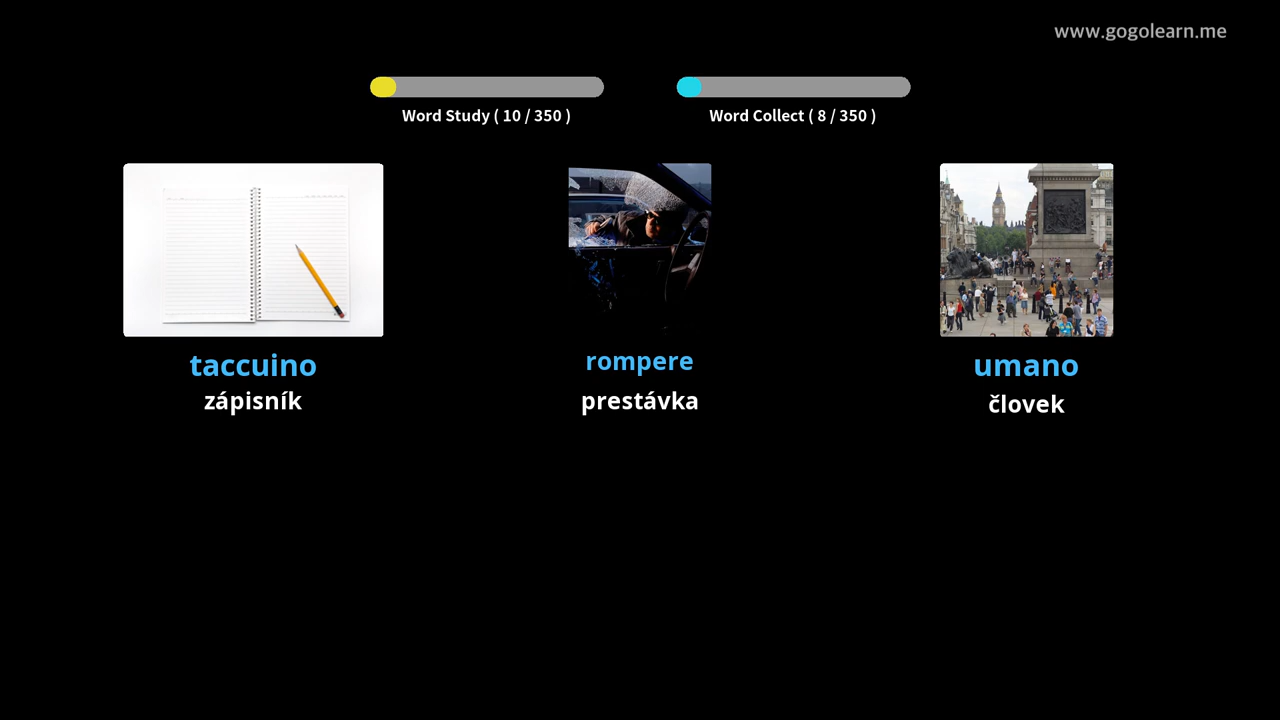 www.gogolearn.me
Word Study ( 10 / 350 )
Word Collect ( 8 / 350 )
taccuino
zápisník
rompere
prestávka
umano
človek